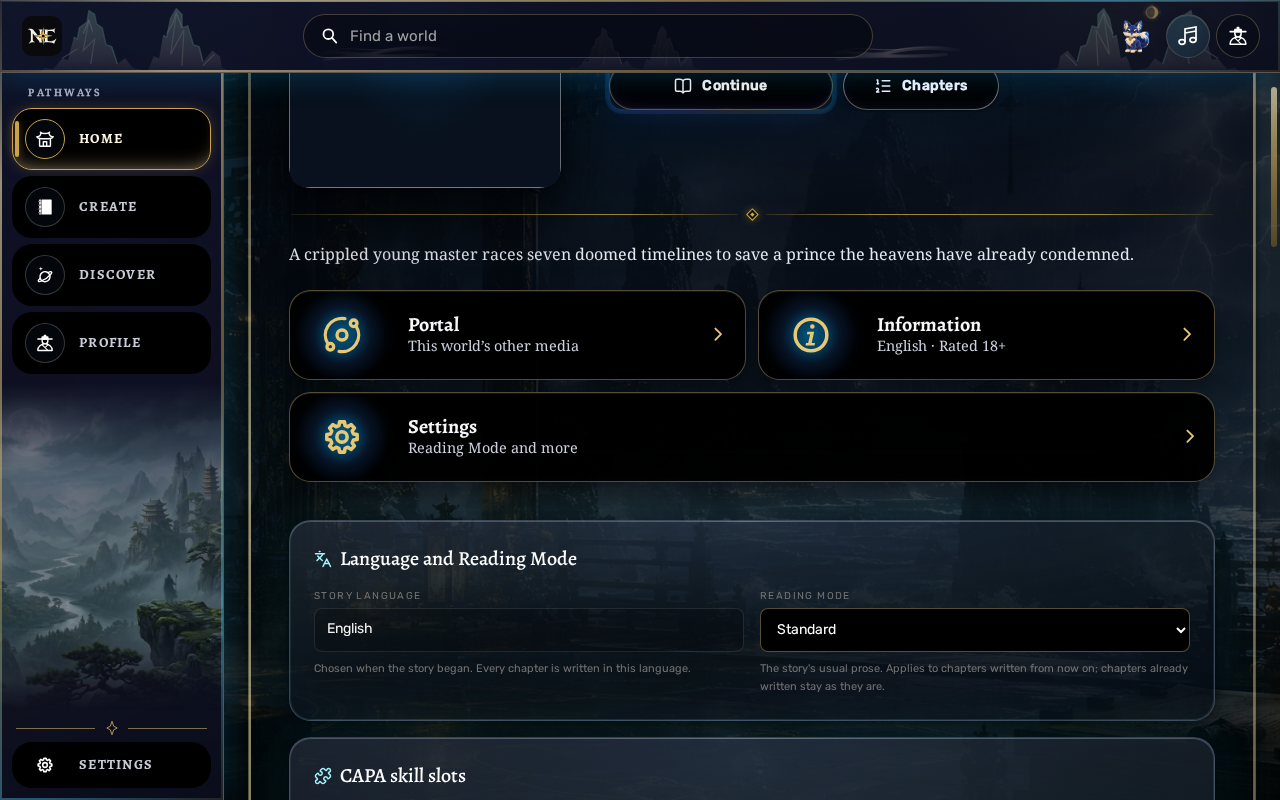 NE
Find a world
PATHWAYS
HOME
CREATE
DISCOVER
PROFILE
SETTINGS
Continue
Chapters
A crippled young master races seven doomed timelines to save a prince the heavens have already condemned.
Portal
This world's other media
Information
English · Rated 18+
Settings
Reading Mode and more
Language and Reading Mode
STORY LANGUAGE
English
Chosen when the story began. Every chapter is written in this language.
READING MODE
Standard
The story's usual prose. Applies to chapters written from now on; chapters already
written stay as they are.
CAPA skill slots